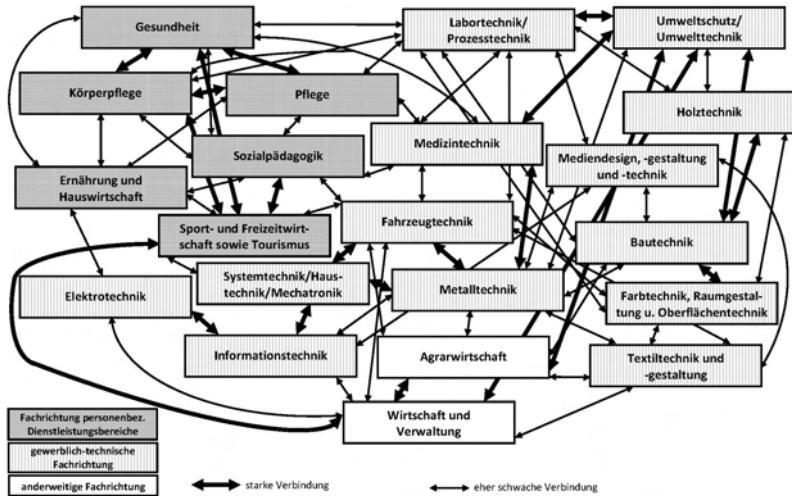 Gesundheit
Labortechnik/
Prozesstechnik
Umweltschutz/
Umwelttechnik
Körperpflege
Pflege
Holztechnik
Medizintechnik
Sozialpädagogik
Mediendesign, -gestaltung
und -technik
Ernährung und
Hauswirtschaft
Sport- und Freizeitwirt-
schaft sowie Tourismus
Fahrzeugtechnik
Bautechnik
Systemtechnik/Haus-
technik/Mechatronik
Elektrotechnik
Metalltechnik
Farbtechnik, Raumgestal-
tung u. Oberflächentechnik
Informationstechnik
Agrarwirtschaft
Textiltechnik und
-gestaltung
Wirtschaft und
Verwaltung
Fachrichtung personenbez.
Dienstleistungsbereiche
gewerblich-technische
Fachrichtung
anderweitige Fachrichtung
starke Verbindung
eher schwache Verbindung